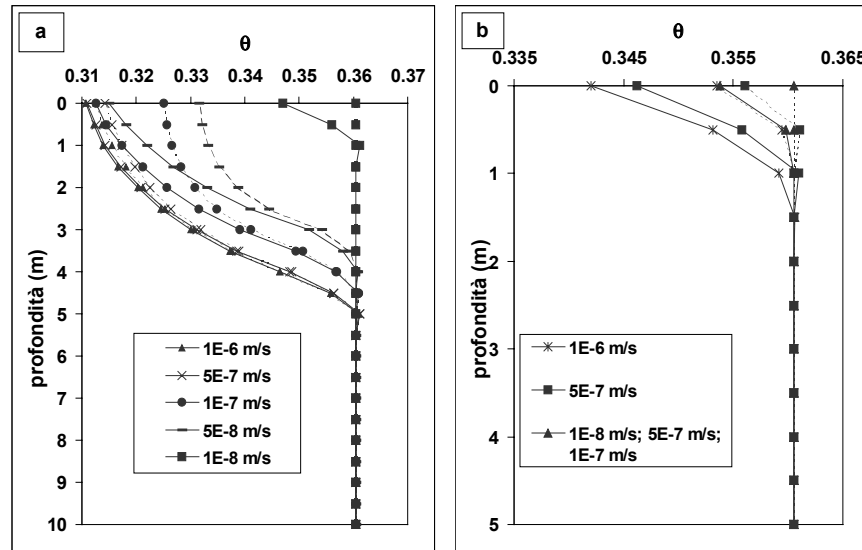 a
θ
0.31 0.32 0.33 0.34 0.35 0.36 0.37
0
1
2
3
4
5
6
7
8
9
10
profondità (m)
1E-6 m/s
5E-7 m/s
1E-7 m/s
5E-8 m/s
1E-8 m/s
b
θ
0.335 0.345 0.355 0.365
0
1
2
3
4
5
profondità (m)
1E-6 m/s
5E-7 m/s
1E-8 m/s; 5E-7 m/s;
1E-7 m/s